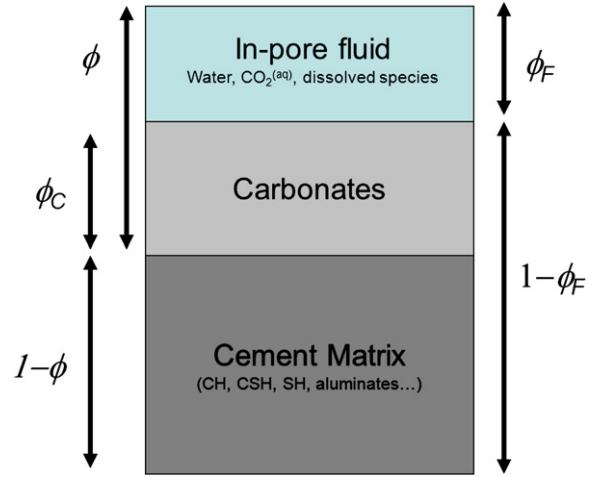 ϕ
In-pore fluid
Water, CO₂⁽ᵃq⁾, dissolved species
ϕF
ϕC
Carbonates
1−ϕF
1−ϕ
Cement Matrix
(CH, CSH, SH, aluminates…)